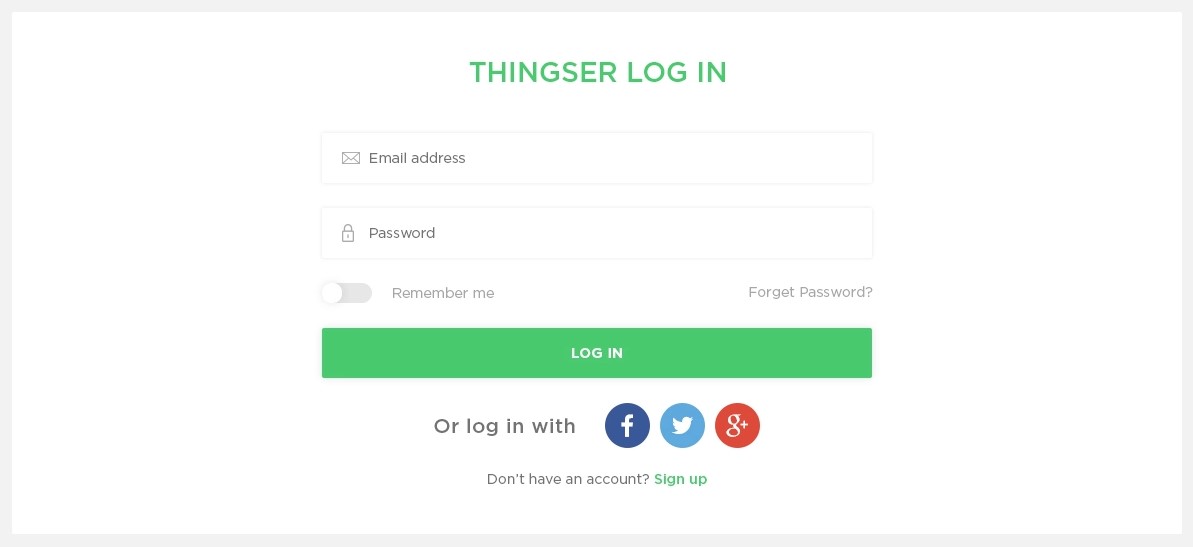 THINGSER LOG IN
Email address
Password
Remember me
Forget Password?
LOG IN
Or log in with
Don't have an account? Sign up